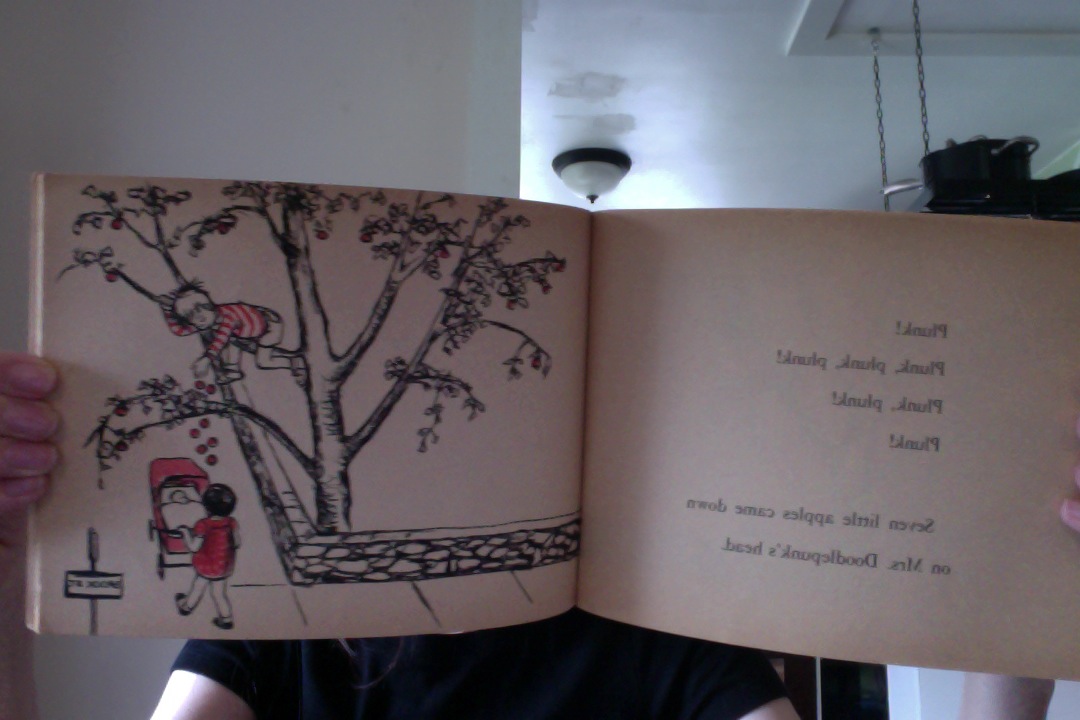 Plunk!
Plunk, plunk, plunk!
Plunk, plunk!
Plunk!
Seven little apples came down
on Mrs. Doodlepunk's head.